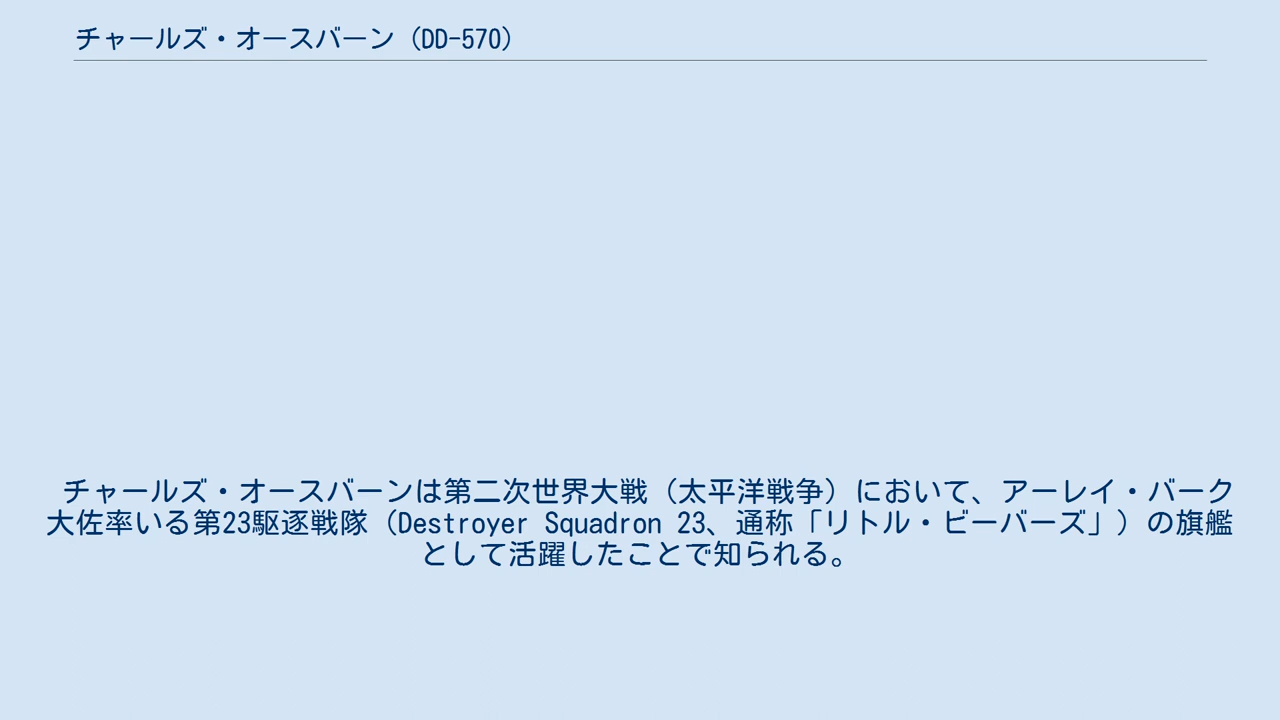 チャールズ・オースバーン（DD-570）
チャールズ・オースバーンは第二次世界大戦（太平洋戦争）において、アーレイ・バーク
大佐率いる第23駆逐戦隊（Destroyer Squadron 23、通称「リトル・ビーバーズ」）の旗艦
として活躍したことで知られる。